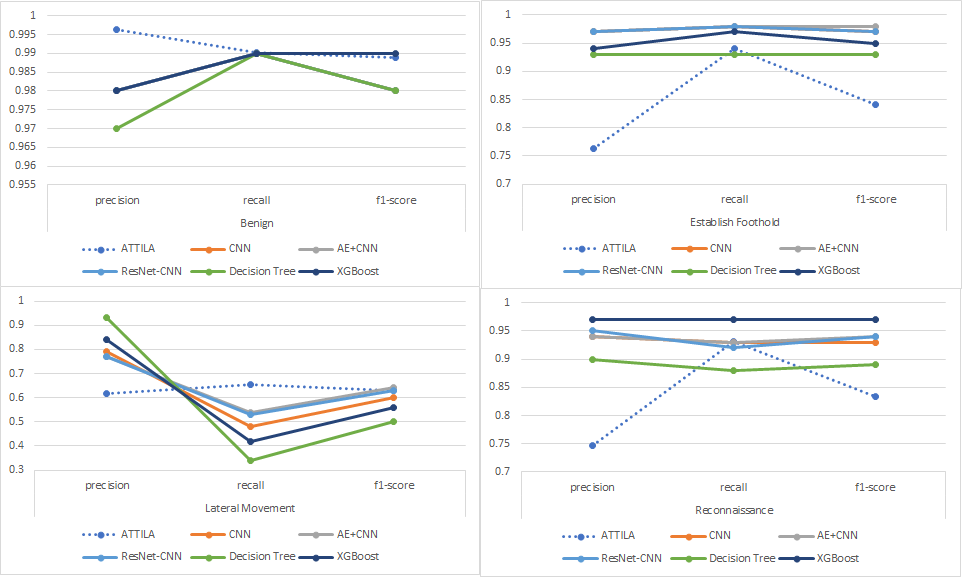 1
0.995
0.99
0.985
0.98
0.975
0.97
0.965
0.96
0.955
precision recall f1-score
Benign
ATTILA CNN AE+CNN
ResNet-CNN Decision Tree XGBoost
1
0.95
0.9
0.85
0.8
0.75
0.7
precision recall f1-score
Establish Foothold
ATTILA CNN AE+CNN
ResNet-CNN Decision Tree XGBoost
1
0.9
0.8
0.7
0.6
0.5
0.4
0.3
precision recall f1-score
Lateral Movement
ATTILA CNN AE+CNN
ResNet-CNN Decision Tree XGBoost
1
0.95
0.9
0.85
0.8
0.75
0.7
precision recall f1-score
Reconnaissance
ATTILA CNN AE+CNN
ResNet-CNN Decision Tree XGBoost